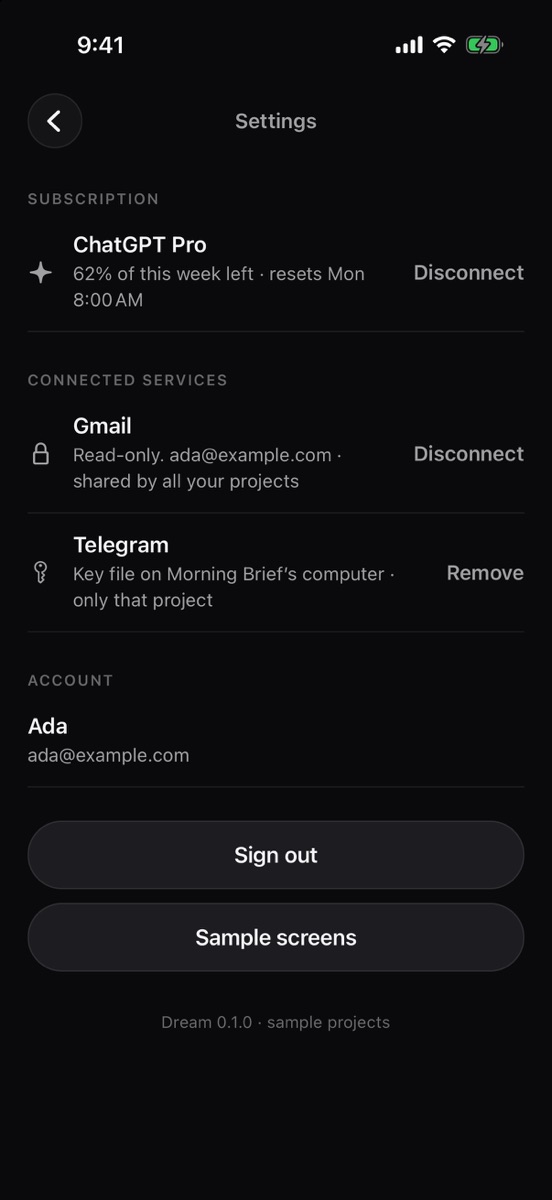 9:41
Settings
SUBSCRIPTION
ChatGPT Pro
62% of this week left · resets Mon
8:00 AM
Disconnect
CONNECTED SERVICES
Gmail
Read-only. ada@example.com ·
shared by all your projects
Disconnect
Telegram
Key file on Morning Brief’s computer ·
only that project
Remove
ACCOUNT
Ada
ada@example.com
Sign out
Sample screens
Dream 0.1.0 · sample projects